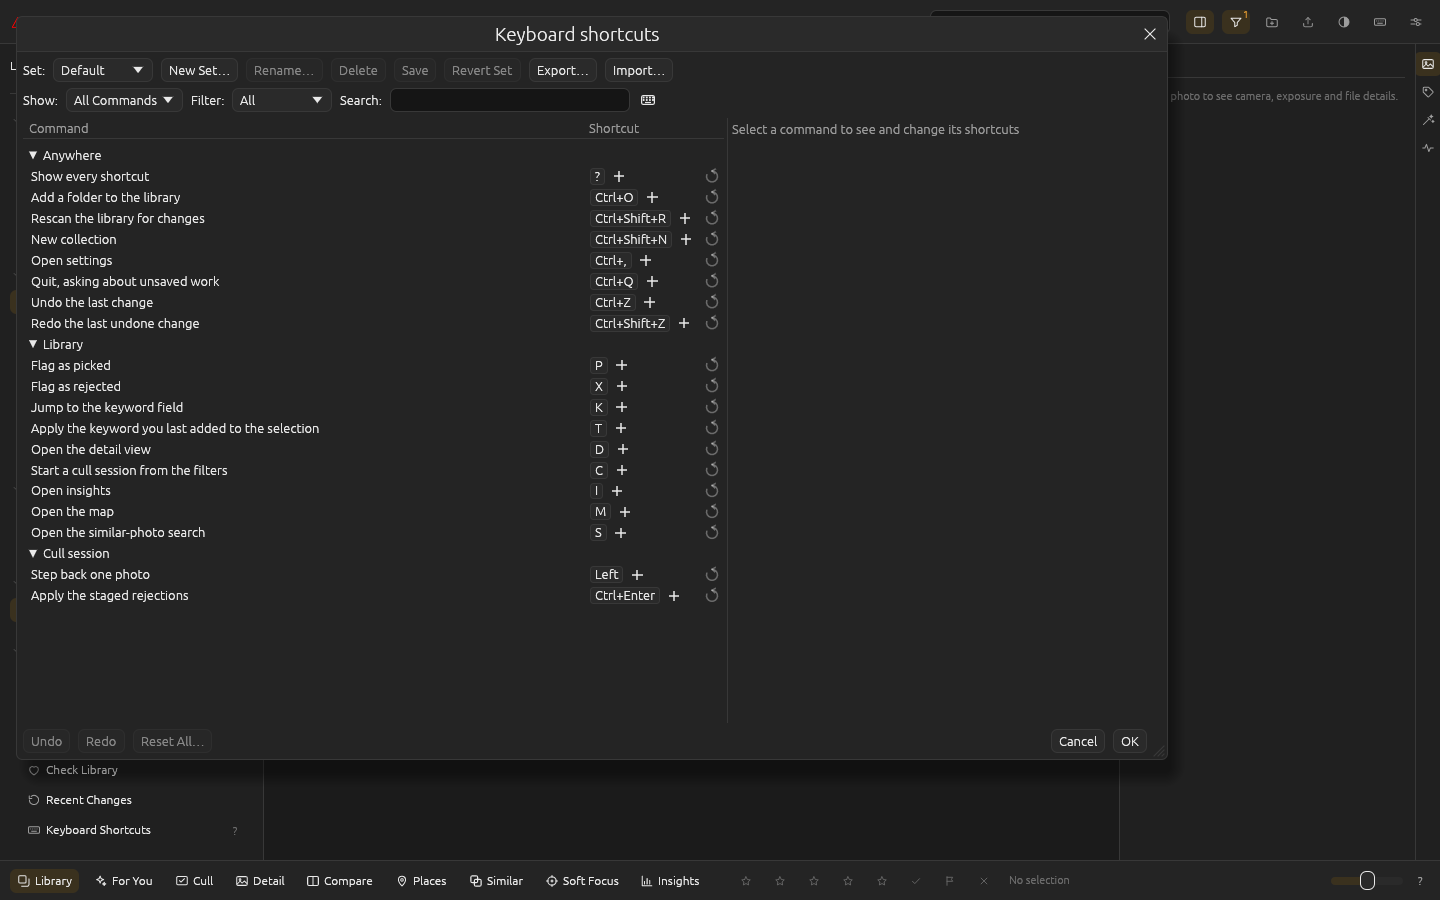 Keyboard shortcuts
Set: Default New Set... Rename... Delete Save Revert Set Export... Import...
Show: All Commands Filter: All Search:
photo to see camera, exposure and file details.
Command Shortcut
Select a command to see and change its shortcuts
Anywhere
Show every shortcut ?
Add a folder to the library Ctrl+O
Rescan the library for changes Ctrl+Shift+R
New collection Ctrl+Shift+N
Open settings Ctrl+,
Quit, asking about unsaved work Ctrl+Q
Undo the last change Ctrl+Z
Redo the last undone change Ctrl+Shift+Z
Library
Flag as picked P
Flag as rejected X
Jump to the keyword field K
Apply the keyword you last added to the selection T
Open the detail view D
Start a cull session from the filters C
Open insights I
Open the map M
Open the similar-photo search S
Cull session
Step back one photo Left
Apply the staged rejections Ctrl+Enter
Undo Redo Reset All... Cancel OK
Check Library
Recent Changes
Keyboard Shortcuts ?
Library For You Cull Detail Compare Places Similar Soft Focus Insights No selection ?